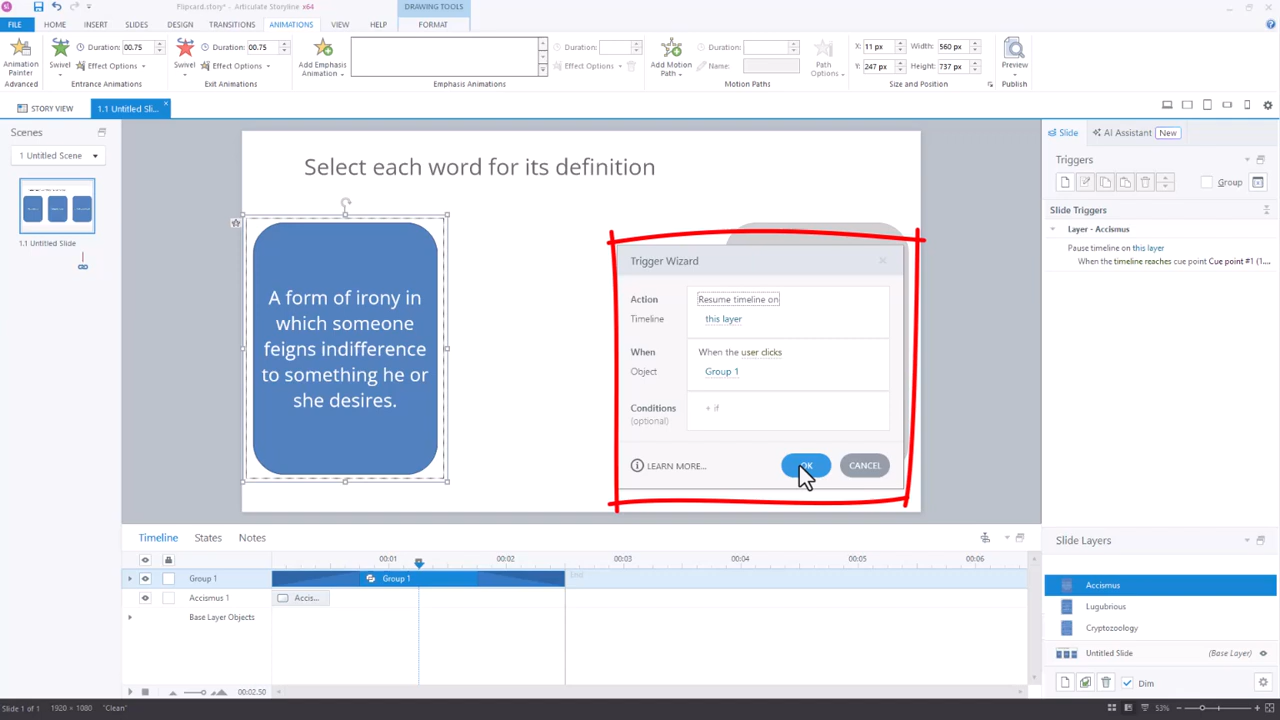 Flipcard.story* - Articulate Storyline x64
DRAWING TOOLS
FILE HOME INSERT SLIDES DESIGN TRANSITIONS ANIMATIONS VIEW HELP FORMAT
Animation Painter
Advanced
Swivel
Duration: 00.75
Effect Options
Entrance Animations
Swivel
Duration: 00.75
Effect Options
Exit Animations
Add Emphasis Animation
Duration:
Effect Options
Emphasis Animations
Add Motion Path
Duration:
Name:
Path Options
Motion Paths
X: 11 px Width: 560 px
Y: 247 px Height: 737 px
Size and Position
Preview
Publish
STORY VIEW
1.1 Untitled Sli...
Scenes
1 Untitled Scene
1.1 Untitled Slide
Select each word for its definition
A form of irony in
which someone
feigns indifference
to something he or
she desires.
Trigger Wizard
Action Resume timeline on
Timeline this layer
When When the user clicks
Object Group 1
Conditions + if
(optional)
LEARN MORE...
OK
CANCEL
Slide
AI Assistant New
Triggers
Group
Slide Triggers
Layer - Accismus
Pause timeline on this layer
When the timeline reaches cue point Cue point #1 (1....
Timeline States Notes
00:01 00:02 00:03 00:04 00:05 00:06
Group 1 Group 1 End
Accismus 1 Accis...
Base Layer Objects
00:02.50
Slide Layers
Accismus
Lugubrious
Cryptozoology
Untitled Slide (Base Layer)
Dim
Slide 1 of 1 1920 × 1080 "Clean" 53%